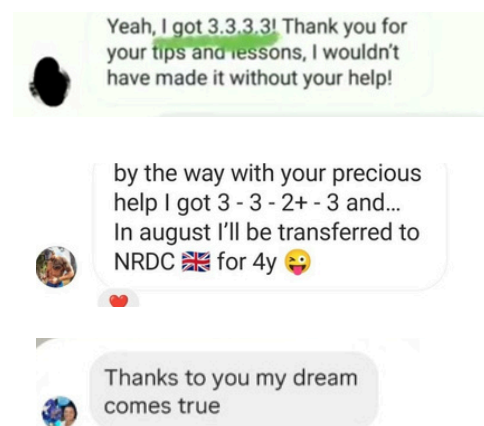 Yeah, I got 3.3.3.3! Thank you for
your tips and lessons, I wouldn't
have made it without your help!
by the way with your precious
help I got 3 - 3 - 2+ - 3 and...
In august I'll be transferred to
NRDC 🇬🇧 for 4y 😜
❤️
Thanks to you my dream
comes true